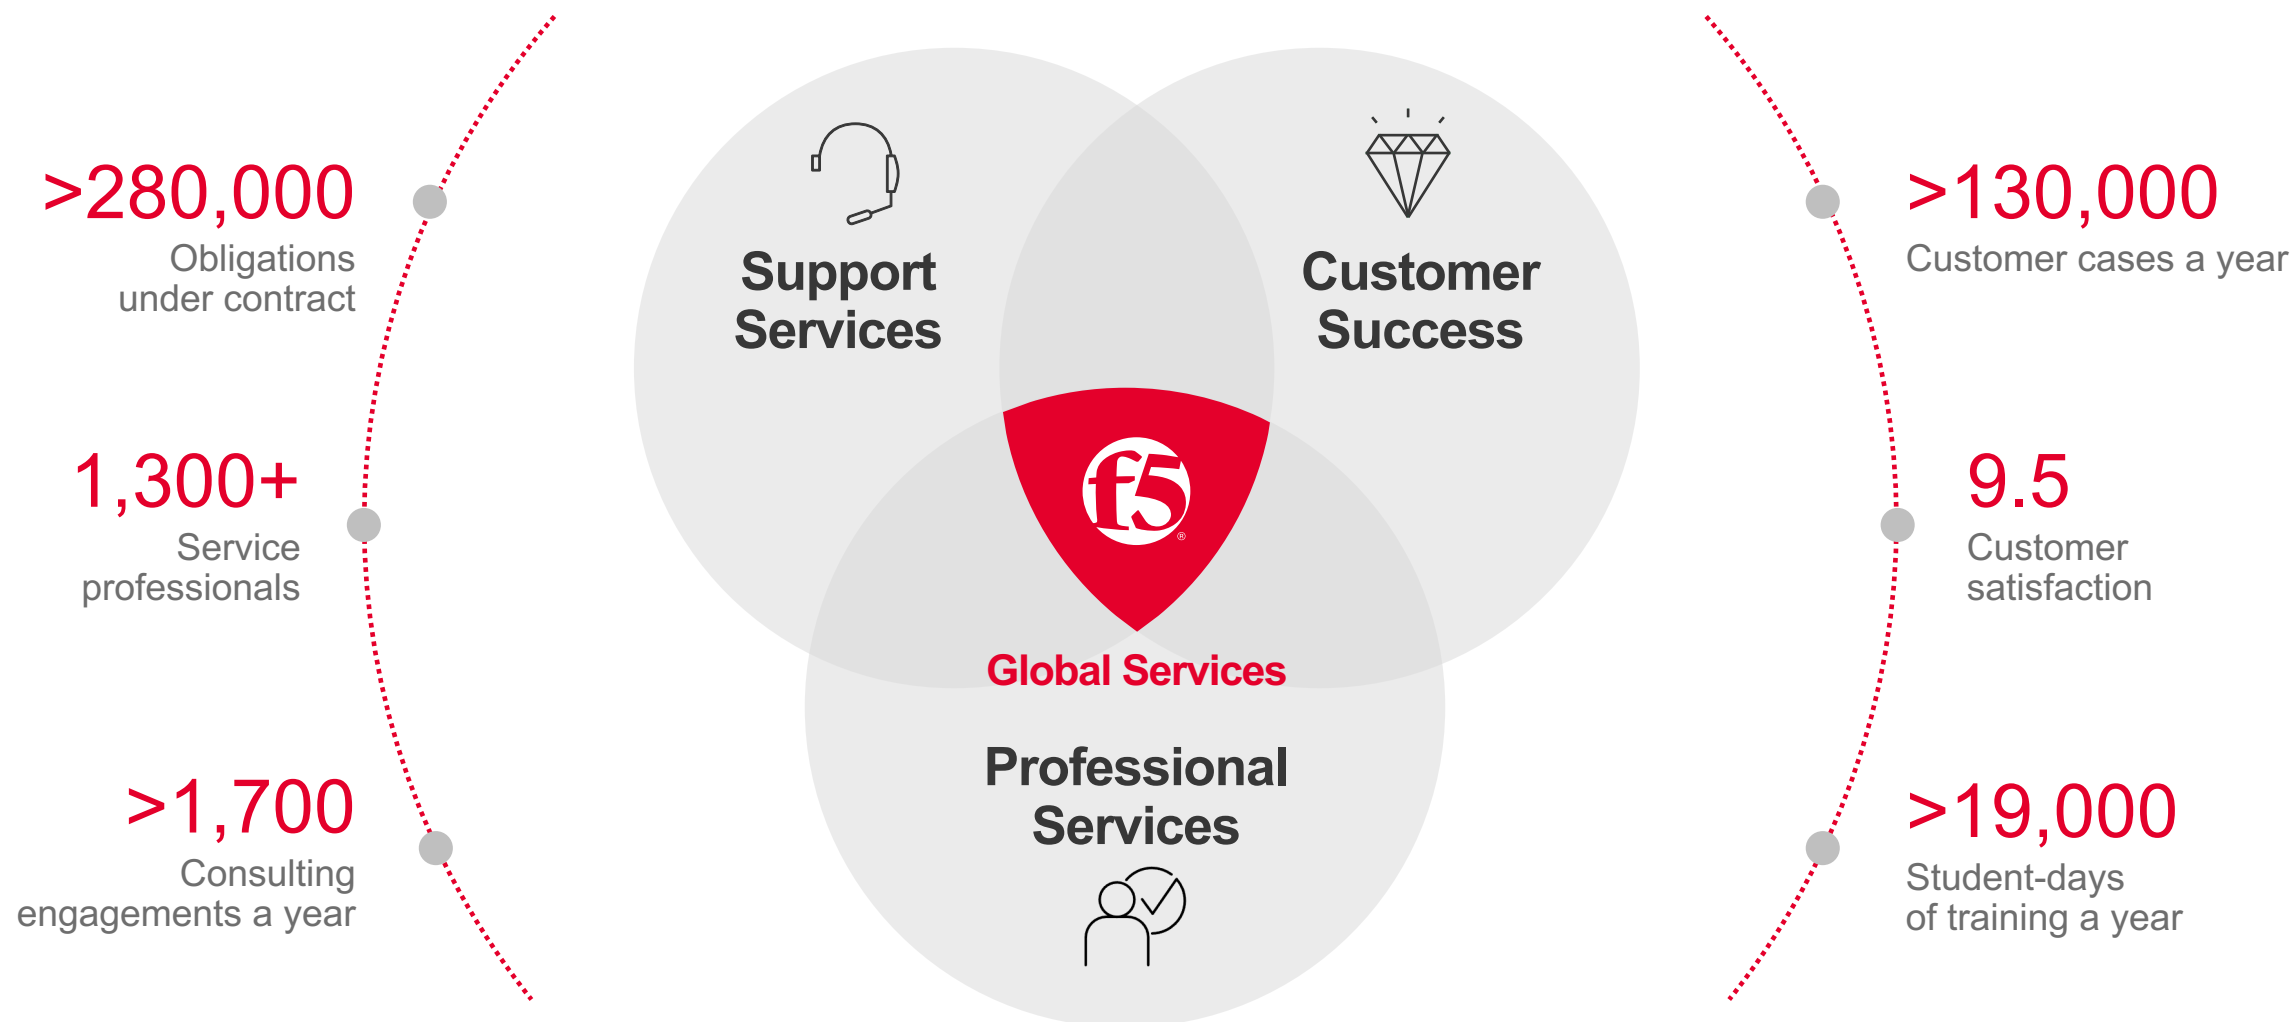 >280,000
Obligations
under contract
1,300+
Service
professionals
>1,700
Consulting
engagements a year
Support
Services
Customer
Success
f5
®
Global Services
Professional
Services
>130,000
Customer cases a year
9.5
Customer
satisfaction
>19,000
Student-days
of training a year